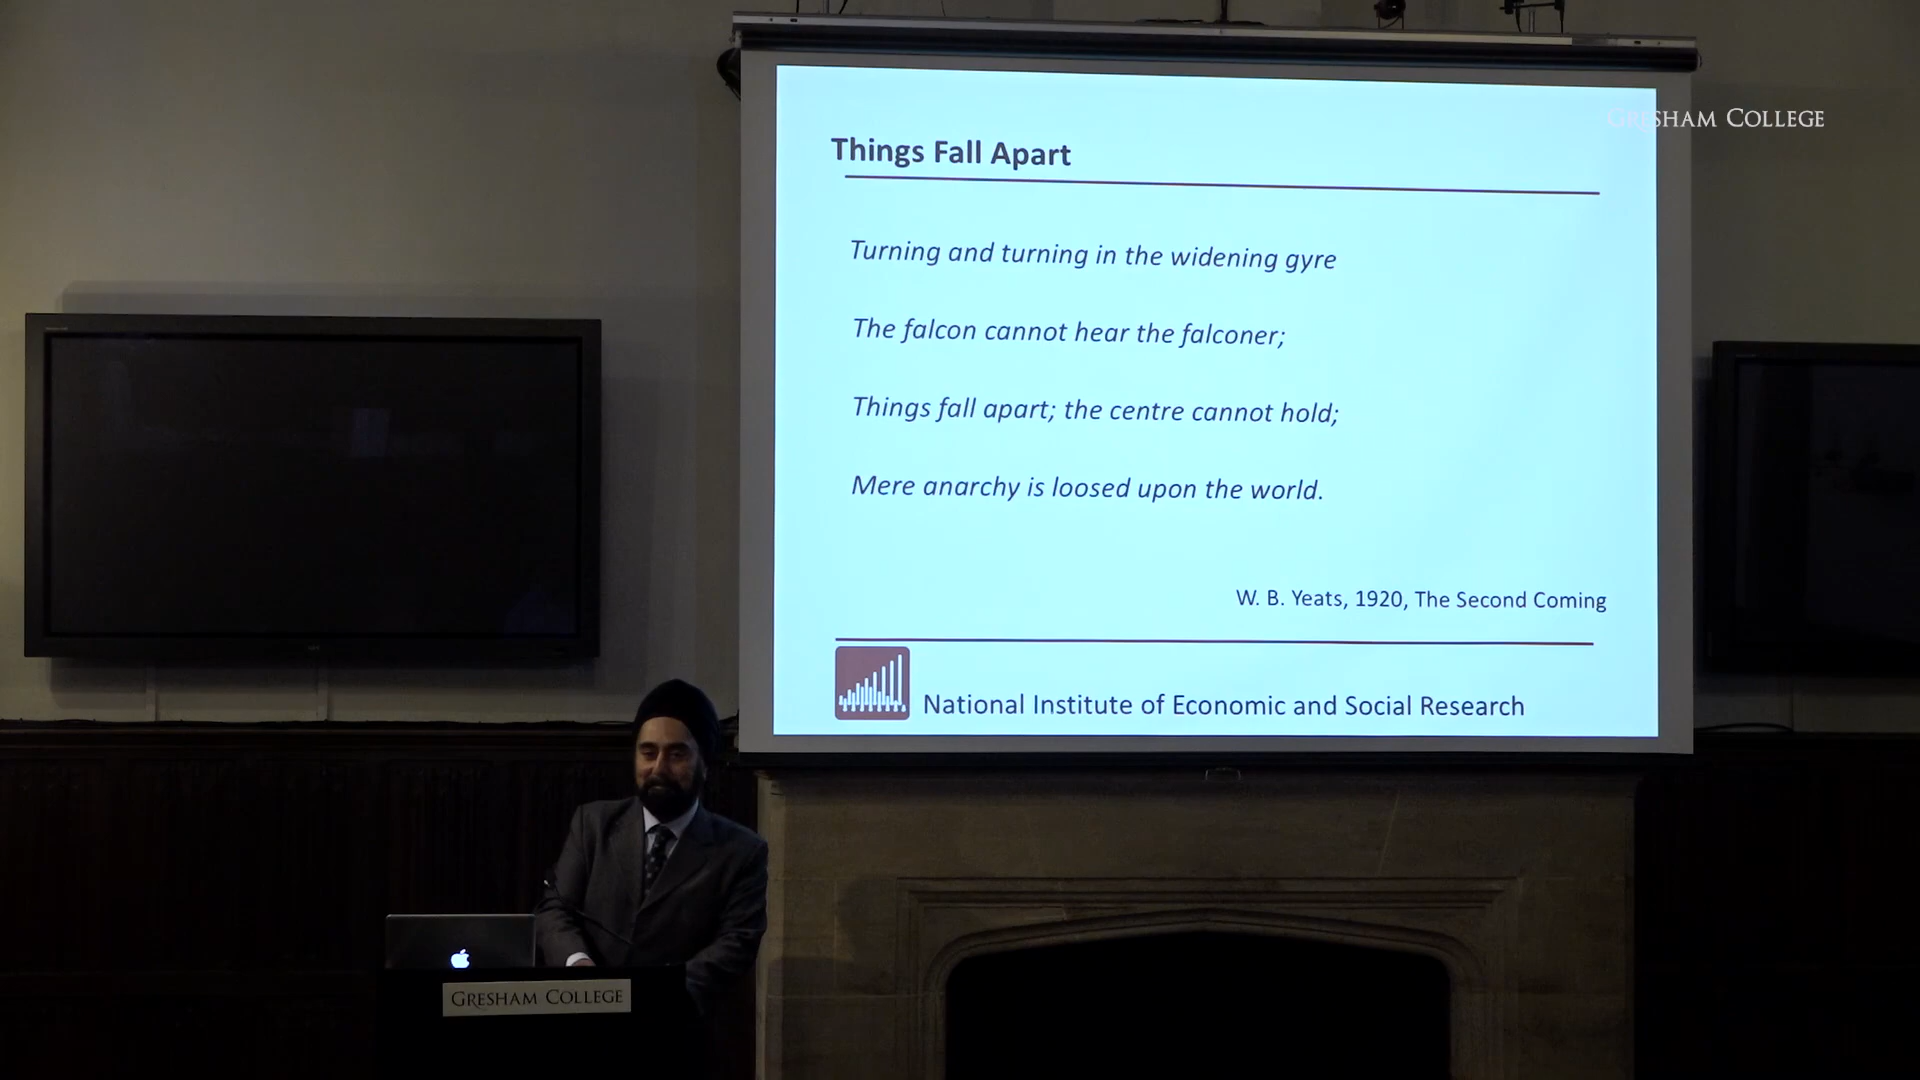 GRESHAM COLLEGE
Things Fall Apart
Turning and turning in the widening gyre
The falcon cannot hear the falconer;
Things fall apart; the centre cannot hold;
Mere anarchy is loosed upon the world.
W. B. Yeats, 1920, The Second Coming
National Institute of Economic and Social Research
GRESHAM COLLEGE